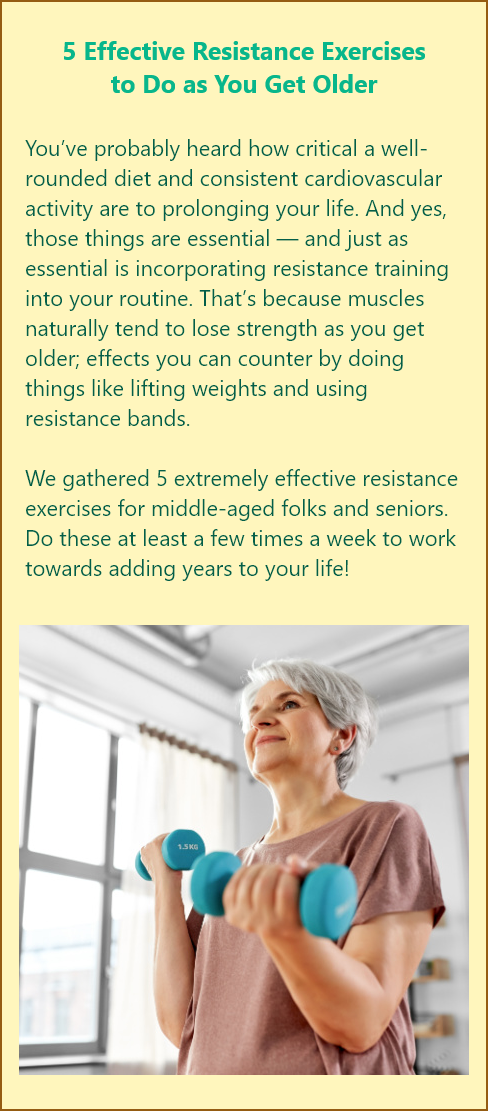 5 Effective Resistance Exercises
to Do as You Get Older
You’ve probably heard how critical a well-
rounded diet and consistent cardiovascular
activity are to prolonging your life. And yes,
those things are essential — and just as
essential is incorporating resistance training
into your routine. That’s because muscles
naturally tend to lose strength as you get
older; effects you can counter by doing
things like lifting weights and using
resistance bands.
We gathered 5 extremely effective resistance
exercises for middle-aged folks and seniors.
Do these at least a few times a week to work
towards adding years to your life!
1.5KG